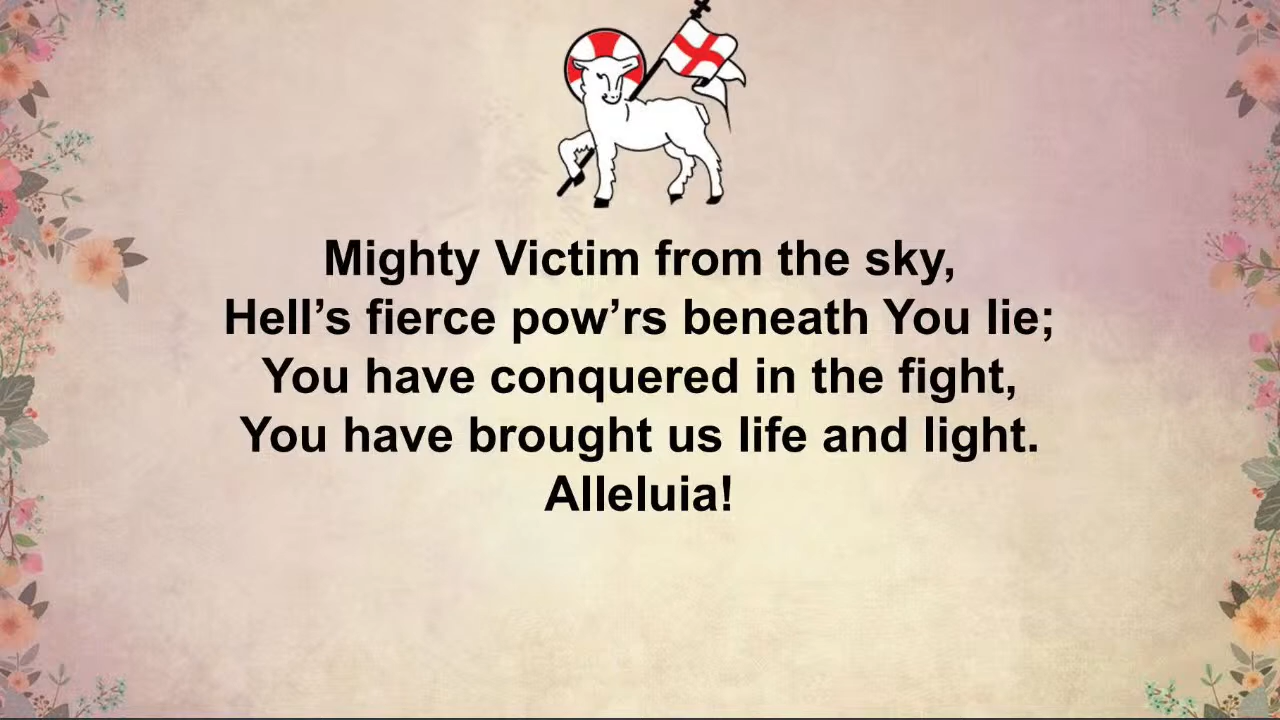 Mighty Victim from the sky,
Hell’s fierce pow’rs beneath You lie;
You have conquered in the fight,
You have brought us life and light.
Alleluia!